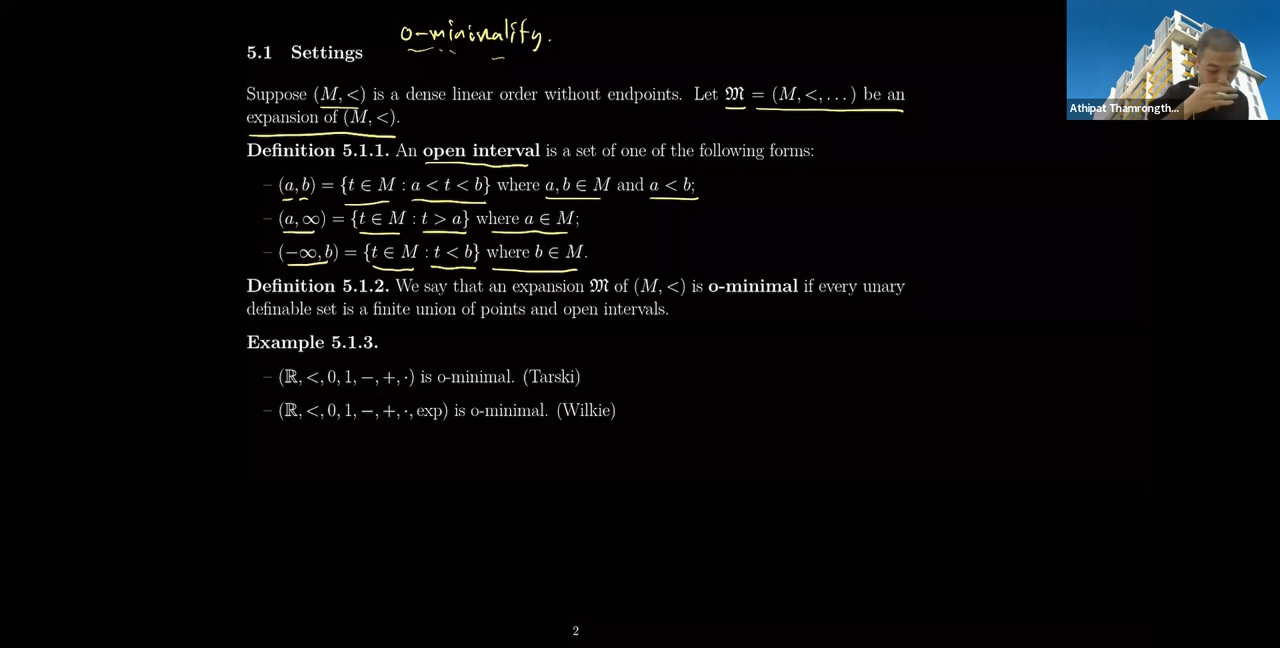 o-minimality.
5.1 Settings
Suppose (M, <) is a dense linear order without endpoints. Let 𝔐 = (M, <, . . . ) be an
expansion of (M, <).
Definition 5.1.1. An open interval is a set of one of the following forms:
– (a, b) = {t ∈ M : a < t < b} where a, b ∈ M and a < b;
– (a, ∞) = {t ∈ M : t > a} where a ∈ M;
– (−∞, b) = {t ∈ M : t < b} where b ∈ M.
Definition 5.1.2. We say that an expansion 𝔐 of (M, <) is o-minimal if every unary
definable set is a finite union of points and open intervals.
Example 5.1.3.
– (ℝ, <, 0, 1, −, +, ·) is o-minimal. (Tarski)
– (ℝ, <, 0, 1, −, +, ·, exp) is o-minimal. (Wilkie)
2
Athipat Thamrongth...